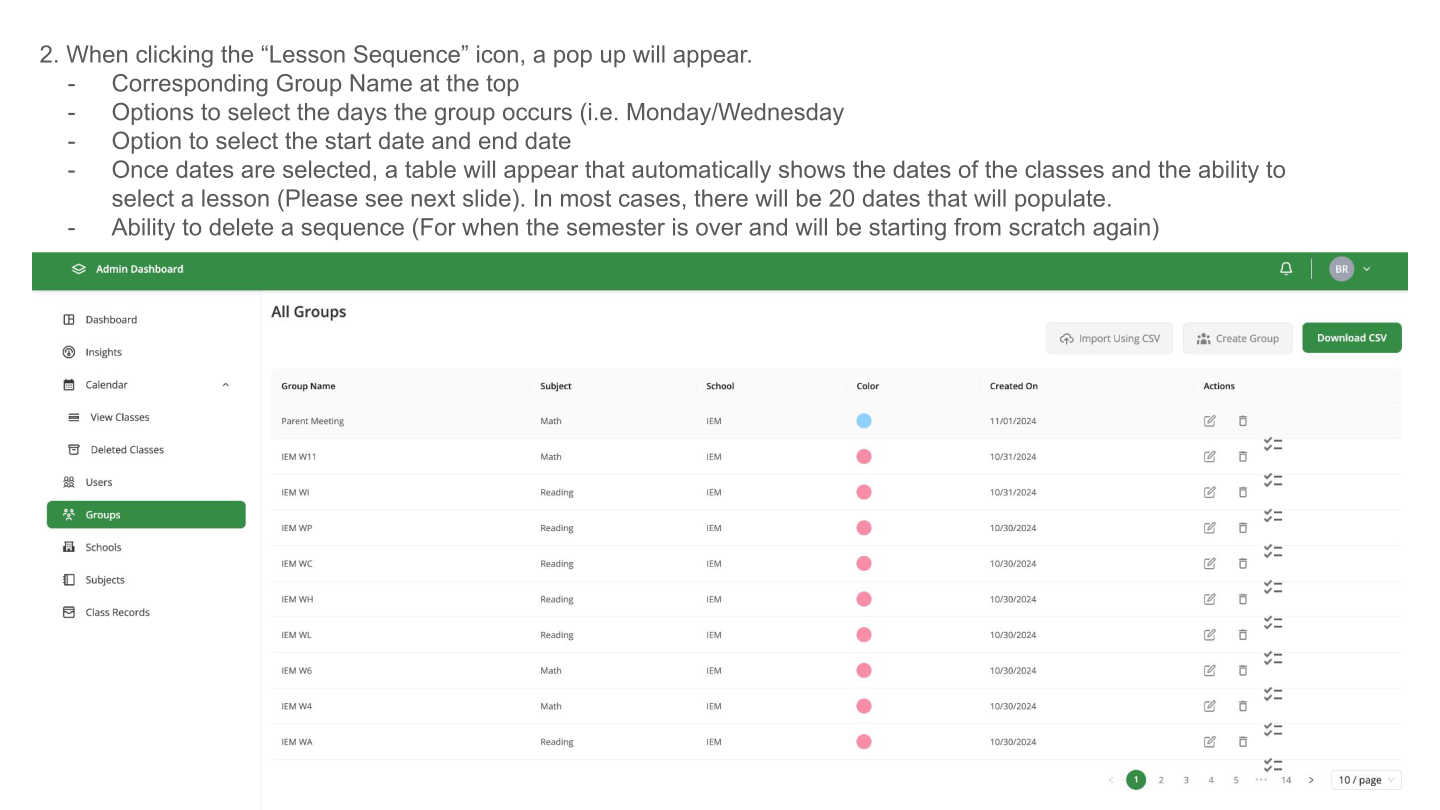 2. When clicking the “Lesson Sequence” icon, a pop up will appear.
- Corresponding Group Name at the top
- Options to select the days the group occurs (i.e. Monday/Wednesday
- Option to select the start date and end date
- Once dates are selected, a table will appear that automatically shows the dates of the classes and the ability to
select a lesson (Please see next slide). In most cases, there will be 20 dates that will populate.
- Ability to delete a sequence (For when the semester is over and will be starting from scratch again)
Admin Dashboard BR
Dashboard
Insights
Calendar
View Classes
Deleted Classes
Users
Groups
Schools
Subjects
Class Records
All Groups
Import Using CSV Create Group Download CSV
Group Name Subject School Color Created On Actions
Parent Meeting Math IEM 11/01/2024
IEM W11 Math IEM 10/31/2024
IEM WI Reading IEM 10/31/2024
IEM WP Reading IEM 10/30/2024
IEM WC Reading IEM 10/30/2024
IEM WH Reading IEM 10/30/2024
IEM WL Reading IEM 10/30/2024
IEM W6 Math IEM 10/30/2024
IEM W4 Math IEM 10/30/2024
IEM WA Reading IEM 10/30/2024
< 1 2 3 4 5 ••• 14 > 10 / page